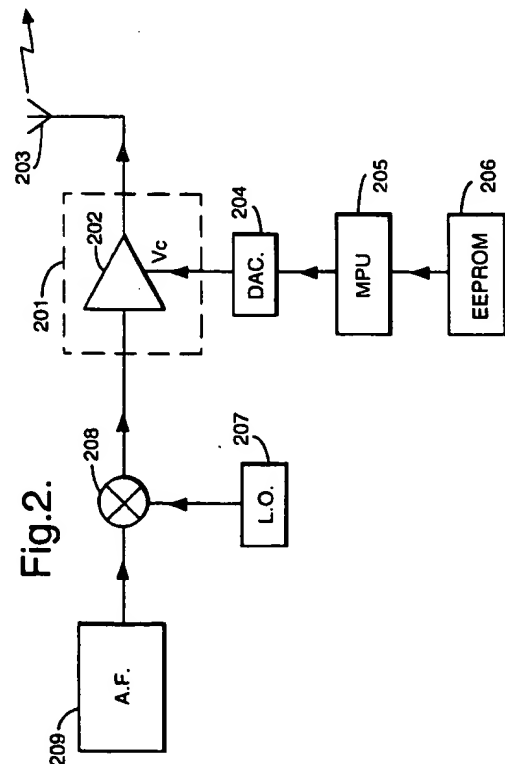 Fig.2.
209
A.F.
208
207
L.O.
201
202
Vc
203
204
DAC.
205
MPU
206
EEPROM